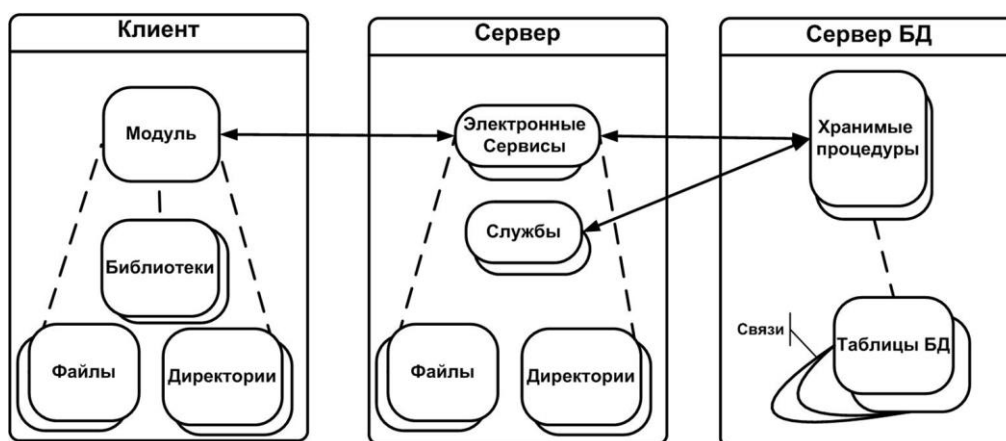 Клиент
Модуль
Библиотеки
Файлы
Директории
Сервер
Электронные
Сервисы
Службы
Файлы
Директории
Сервер БД
Хранимые
процедуры
Связи
Таблицы БД